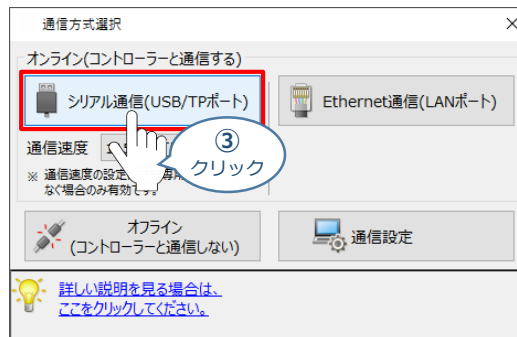 通信方式選択
オンライン(コントローラーと通信する)
シリアル通信(USB/TPポート)
Ethernet通信(LANポート)
通信速度
③
クリック
※ 通信速度の設定
なぐ場合のみ有効です。
オフライン
(コントローラーと通信しない)
通信設定
詳しい説明を見る場合は、
ここをクリックしてください。